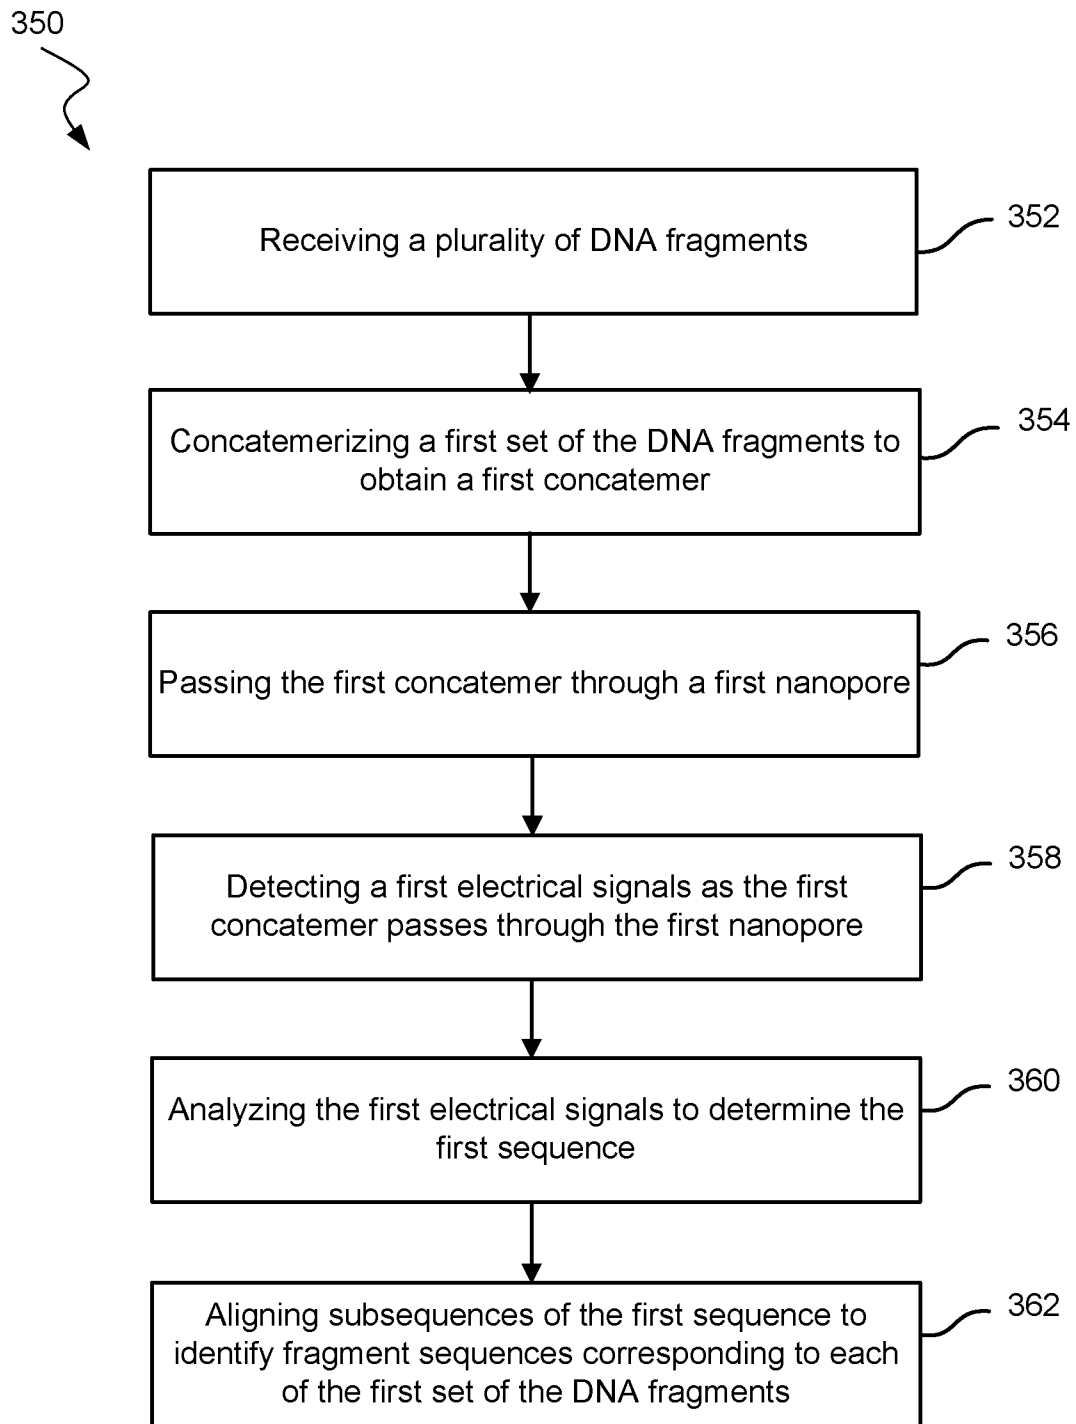 350
Receiving a plurality of DNA fragments
352
Concatemerizing a first set of the DNA fragments to
obtain a first concatemer
354
Passing the first concatemer through a first nanopore
356
Detecting a first electrical signals as the first
concatemer passes through the first nanopore
358
Analyzing the first electrical signals to determine the
first sequence
360
Aligning subsequences of the first sequence to
identify fragment sequences corresponding to each
of the first set of the DNA fragments
362